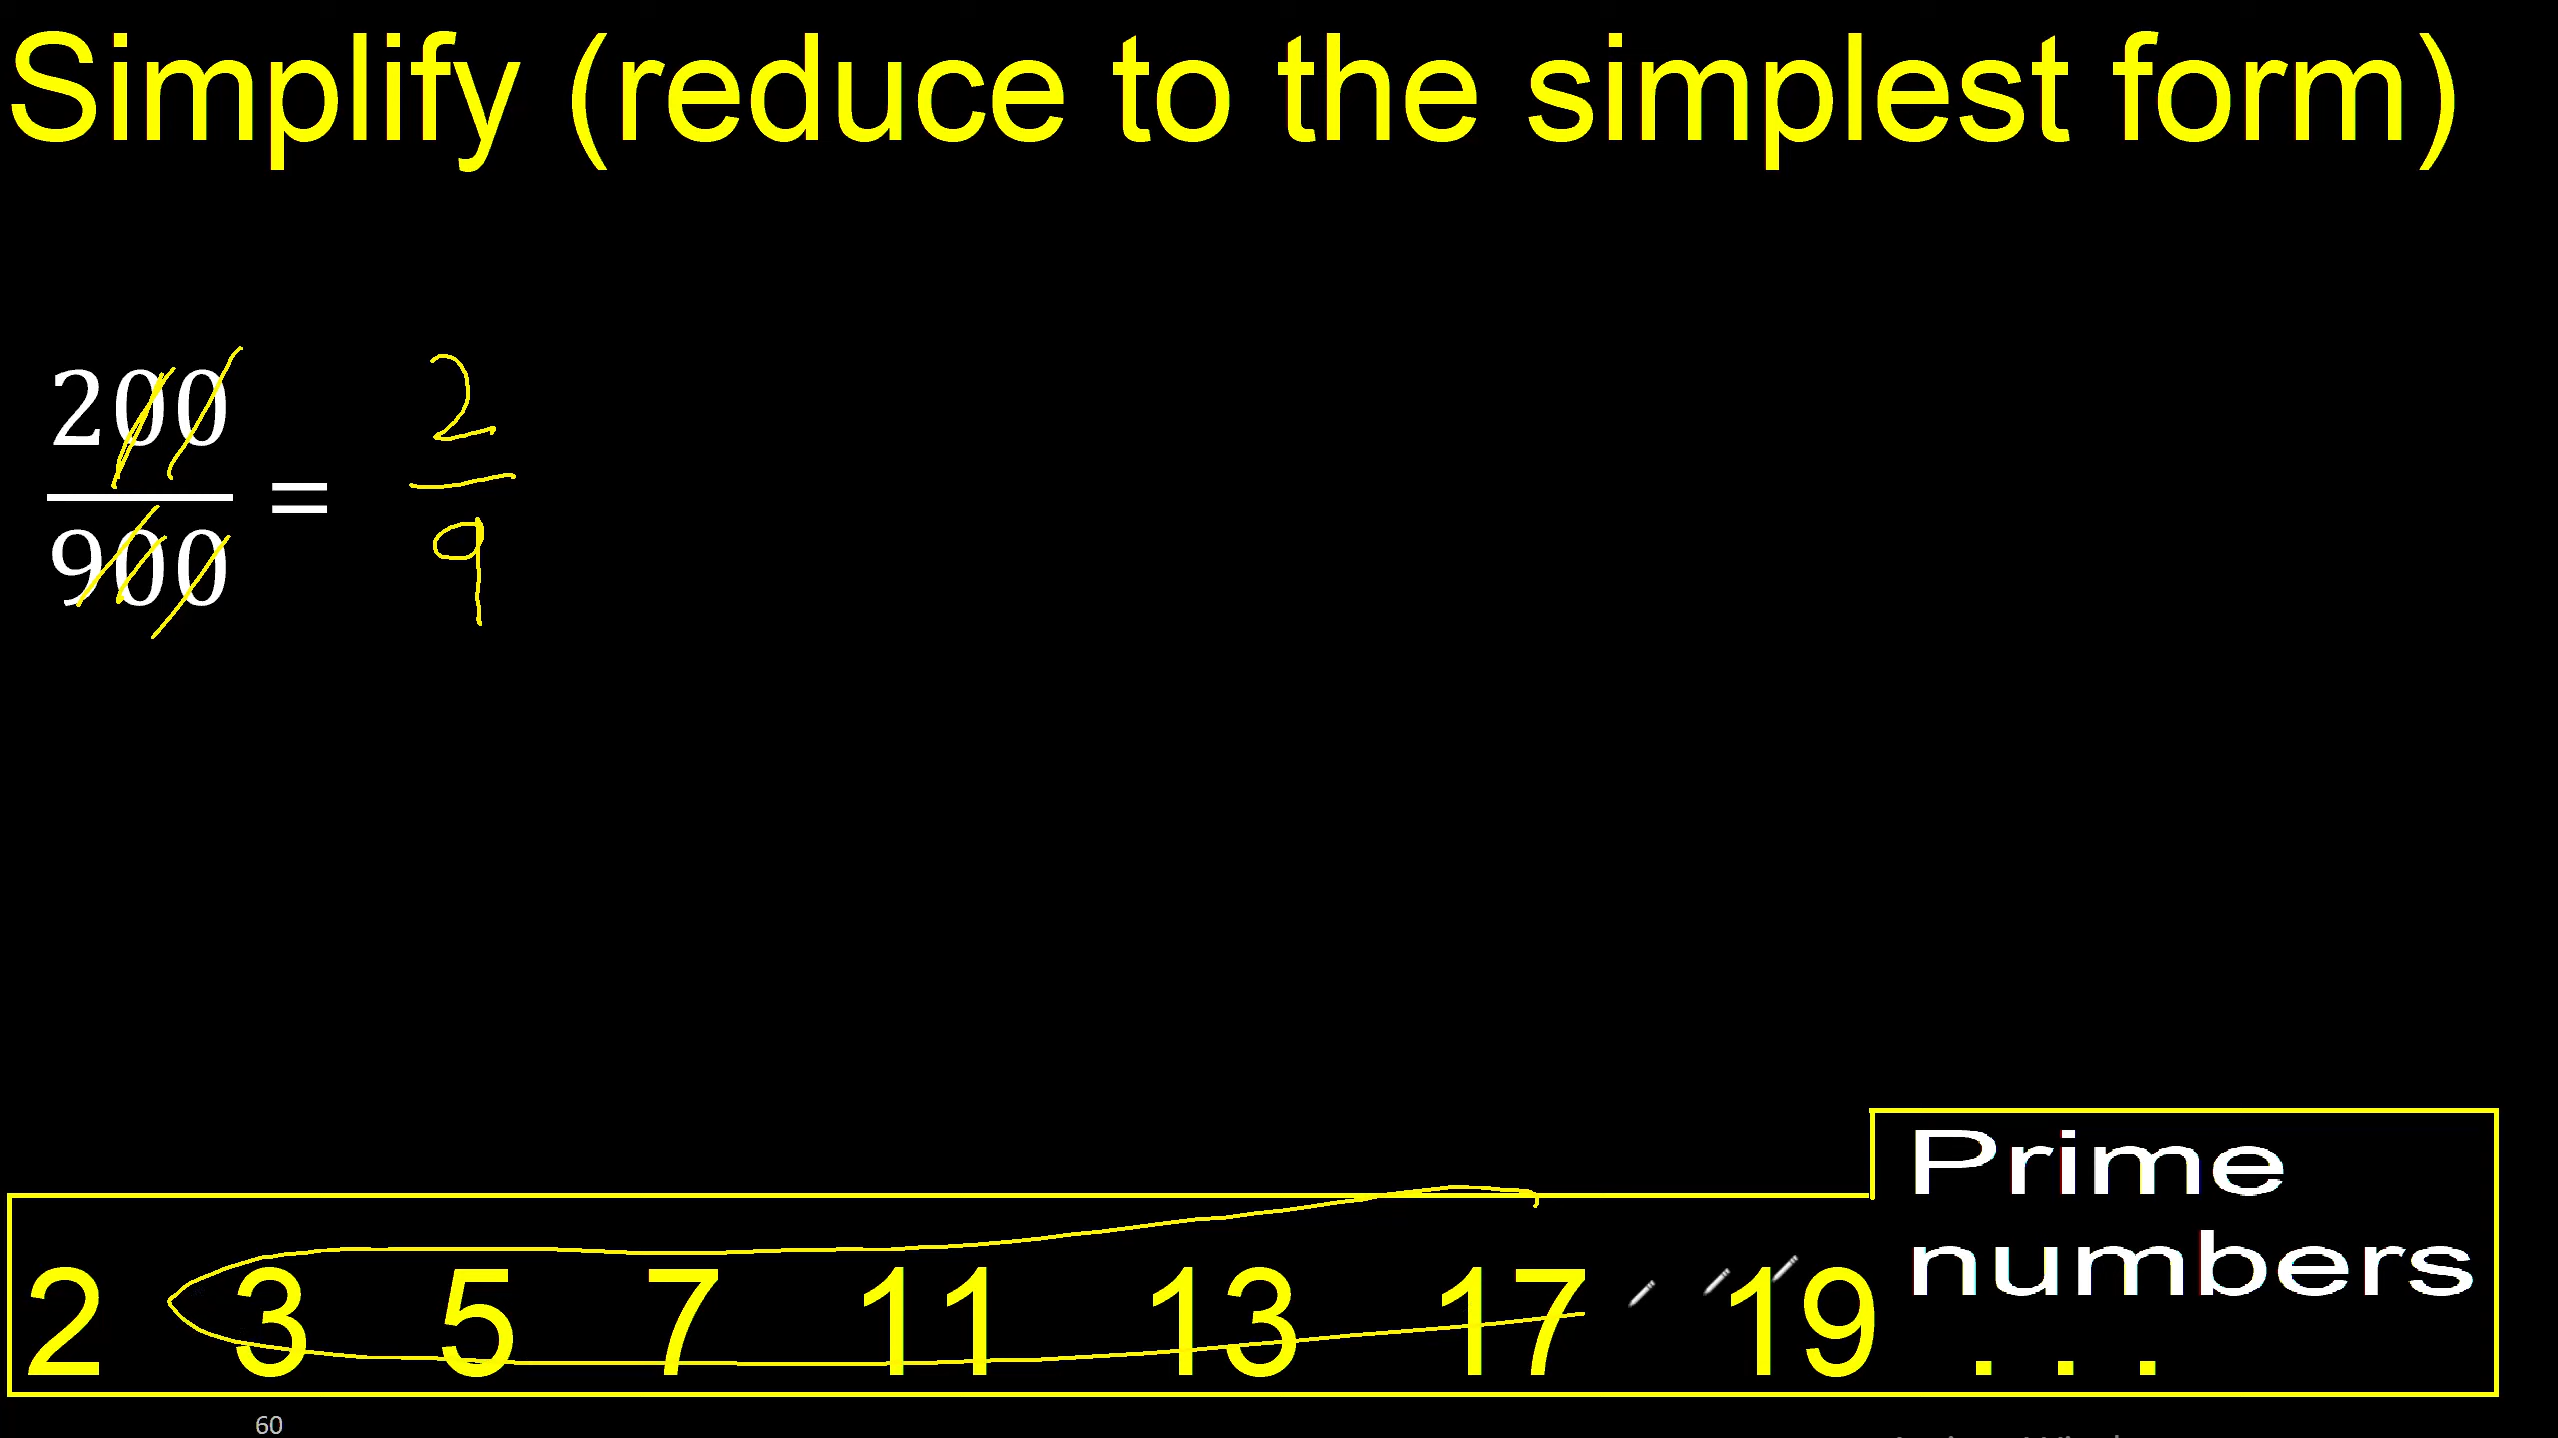 Simplify (reduce to the simplest form)
200
900
=
2
9
Prime
numbers
2 3 5 7 11 13 17 19 . . .
60